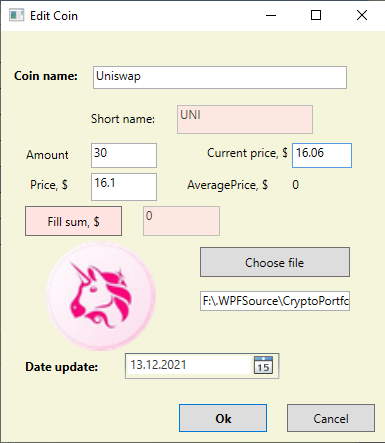 Edit Coin
Coin name: Uniswap
Short name: UNI
Amount 30 Current price, $ 16.06
Price, $ 16.1 AveragePrice, $ 0
Fill sum, $ 0
Choose file
F:\.WPFSource\CryptoPortfc
Date update: 13.12.2021 15
Ok Cancel